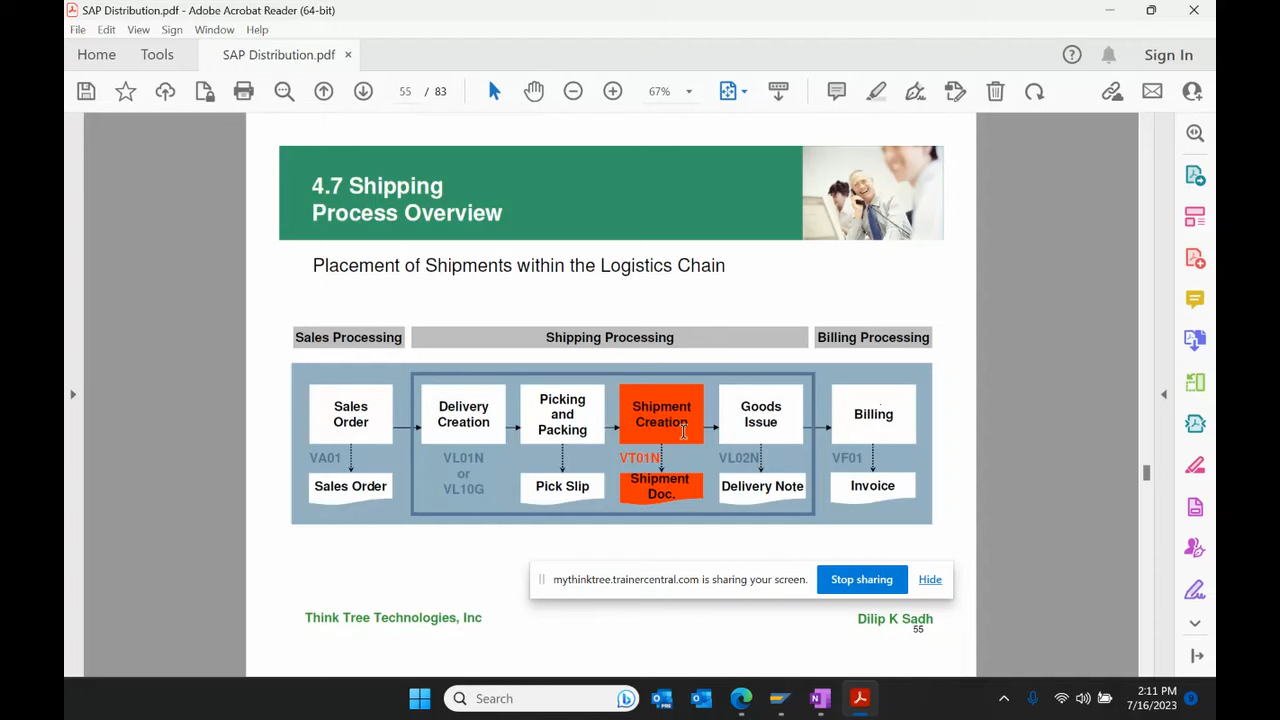 SAP Distribution.pdf - Adobe Acrobat Reader (64-bit)
File Edit View Sign Window Help
Home Tools SAP Distribution.pdf × Sign In
55 / 83 67%
4.7 Shipping
Process Overview
Placement of Shipments within the Logistics Chain
Sales Processing Shipping Processing Billing Processing
Sales
Order
Delivery
Creation
Picking
and
Packing
Shipment
Creation
Goods
Issue
Billing
VA01
VL01N
or
VL10G
VT01N
VL02N
VF01
Sales Order
Pick Slip
Shipment
Doc.
Delivery Note
Invoice
mythinktree.trainercentral.com is sharing your screen. Stop sharing Hide
Think Tree Technologies, Inc
Dilip K Sadh
55
Search
PRE
2:11 PM
7/16/2023